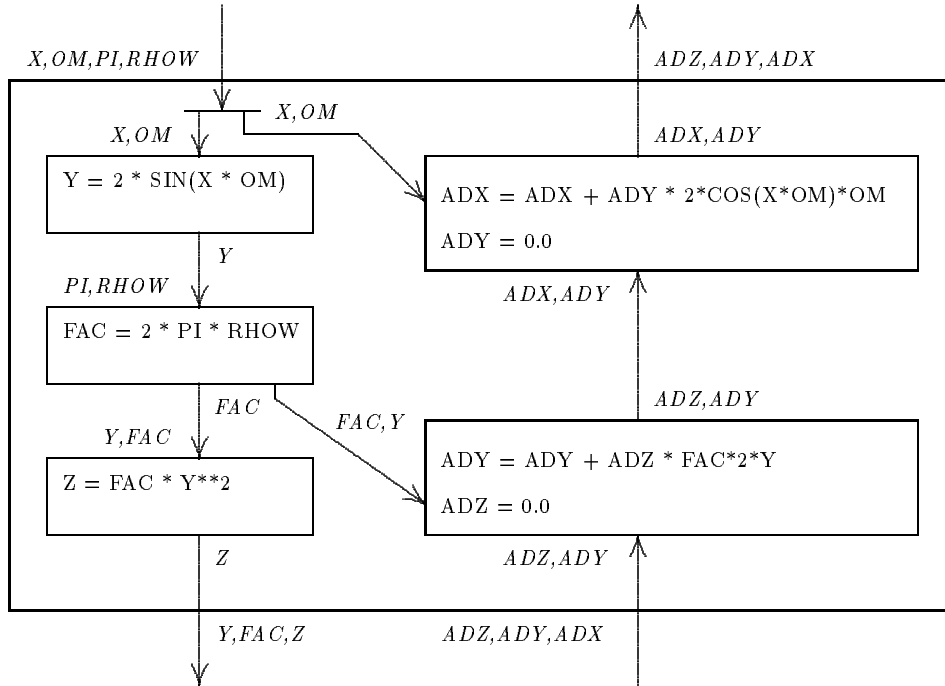 X,OM,PI,RHOW
ADZ,ADY,ADX
X,OM
X,OM
ADX,ADY
Y = 2 * SIN(X * OM)
ADX = ADX + ADY * 2*COS(X*OM)*OM
ADY = 0.0
Y
PI,RHOW
ADX,ADY
FAC = 2 * PI * RHOW
FAC
ADZ,ADY
FAC,Y
Y,FAC
Z = FAC * Y**2
ADY = ADY + ADZ * FAC*2*Y
ADZ = 0.0
Z
ADZ,ADY
Y,FAC,Z
ADZ,ADY,ADX